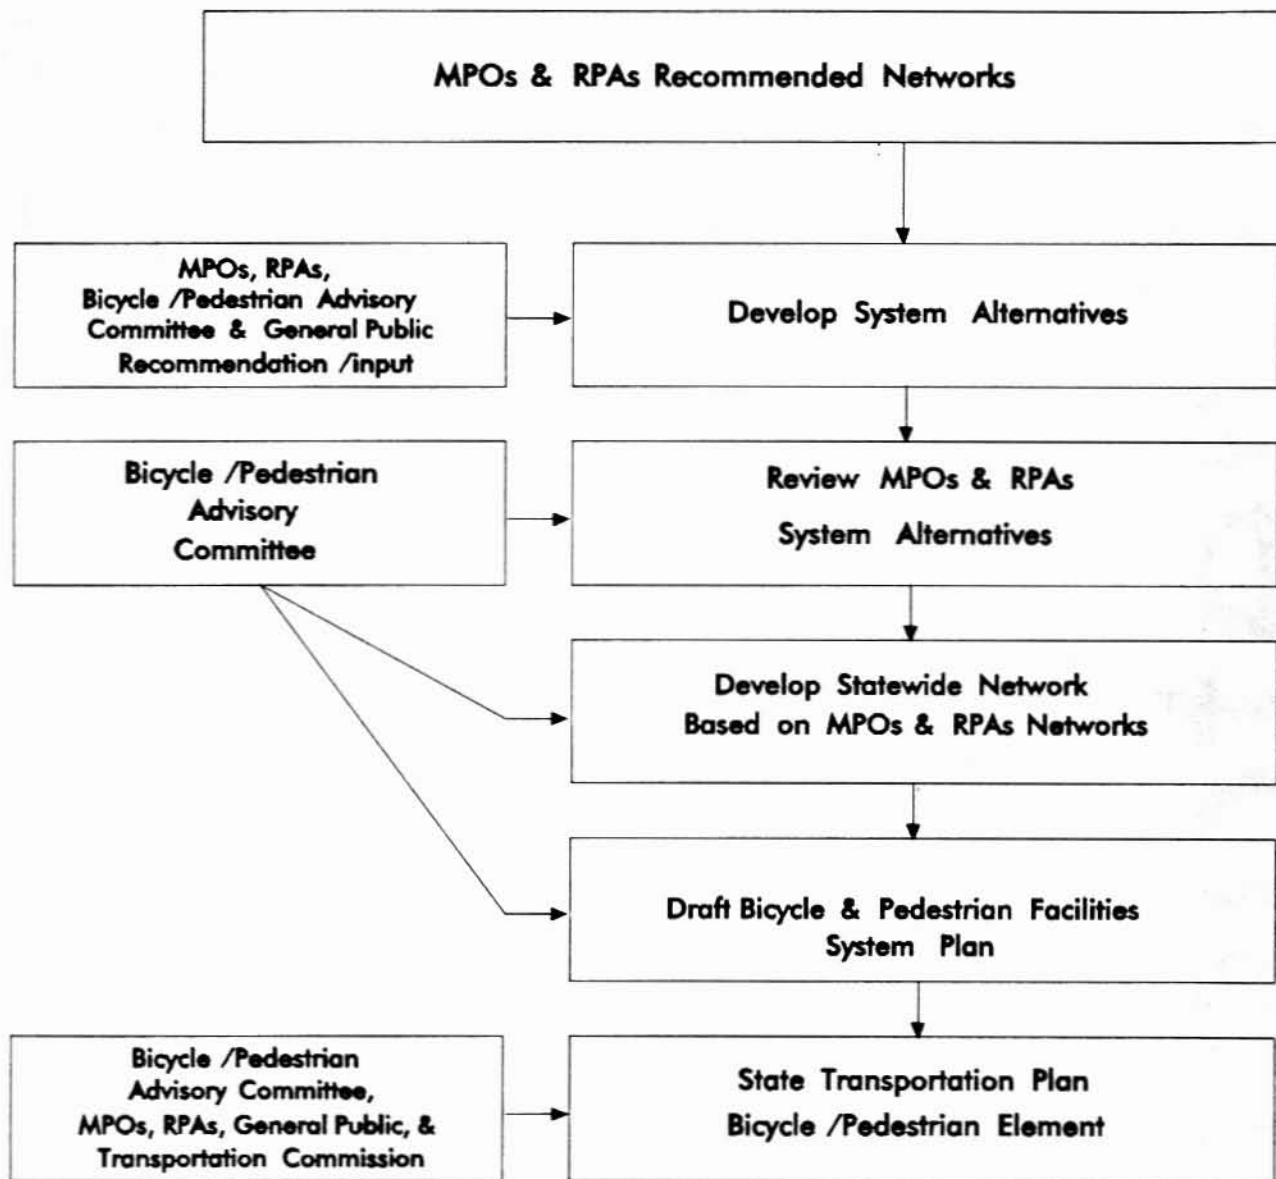 MPOs & RPAs Recommended Networks
MPOs, RPAs,
Bicycle /Pedestrian Advisory
Committee & General Public
Recommendation /input
Develop System Alternatives
Bicycle /Pedestrian
Advisory
Committee
Review MPOs & RPAs
System Alternatives
Develop Statewide Network
Based on MPOs & RPAs Networks
Draft Bicycle & Pedestrian Facilities
System Plan
Bicycle /Pedestrian
Advisory Committee,
MPOs, RPAs, General Public, &
Transportation Commission
State Transportation Plan
Bicycle /Pedestrian Element